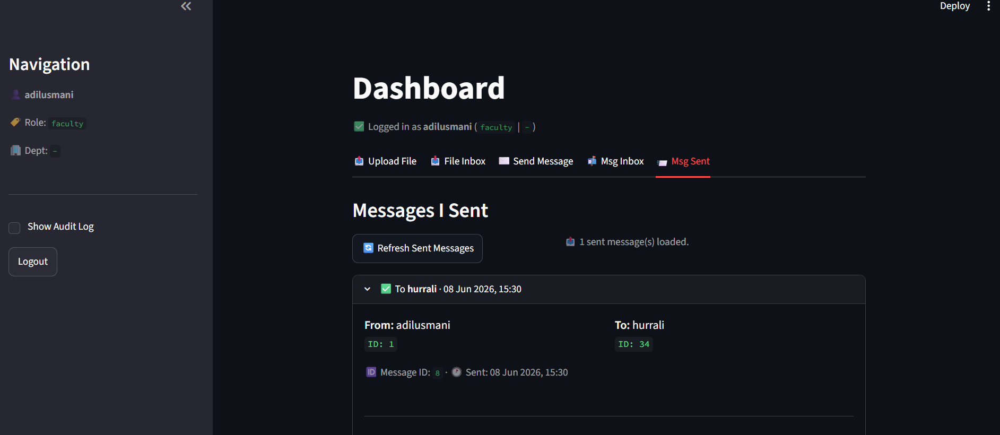 Deploy
Navigation
adilusmani
Role: faculty
Dept: -
Show Audit Log
Logout
Dashboard
Logged in as adilusmani ( faculty | - )
Upload File File Inbox Send Message Msg Inbox Msg Sent
Messages I Sent
Refresh Sent Messages
1 sent message(s) loaded.
To hurrali · 08 Jun 2026, 15:30
From: adilusmani
ID: 1
To: hurrali
ID: 34
ID Message ID: 8 · Sent: 08 Jun 2026, 15:30